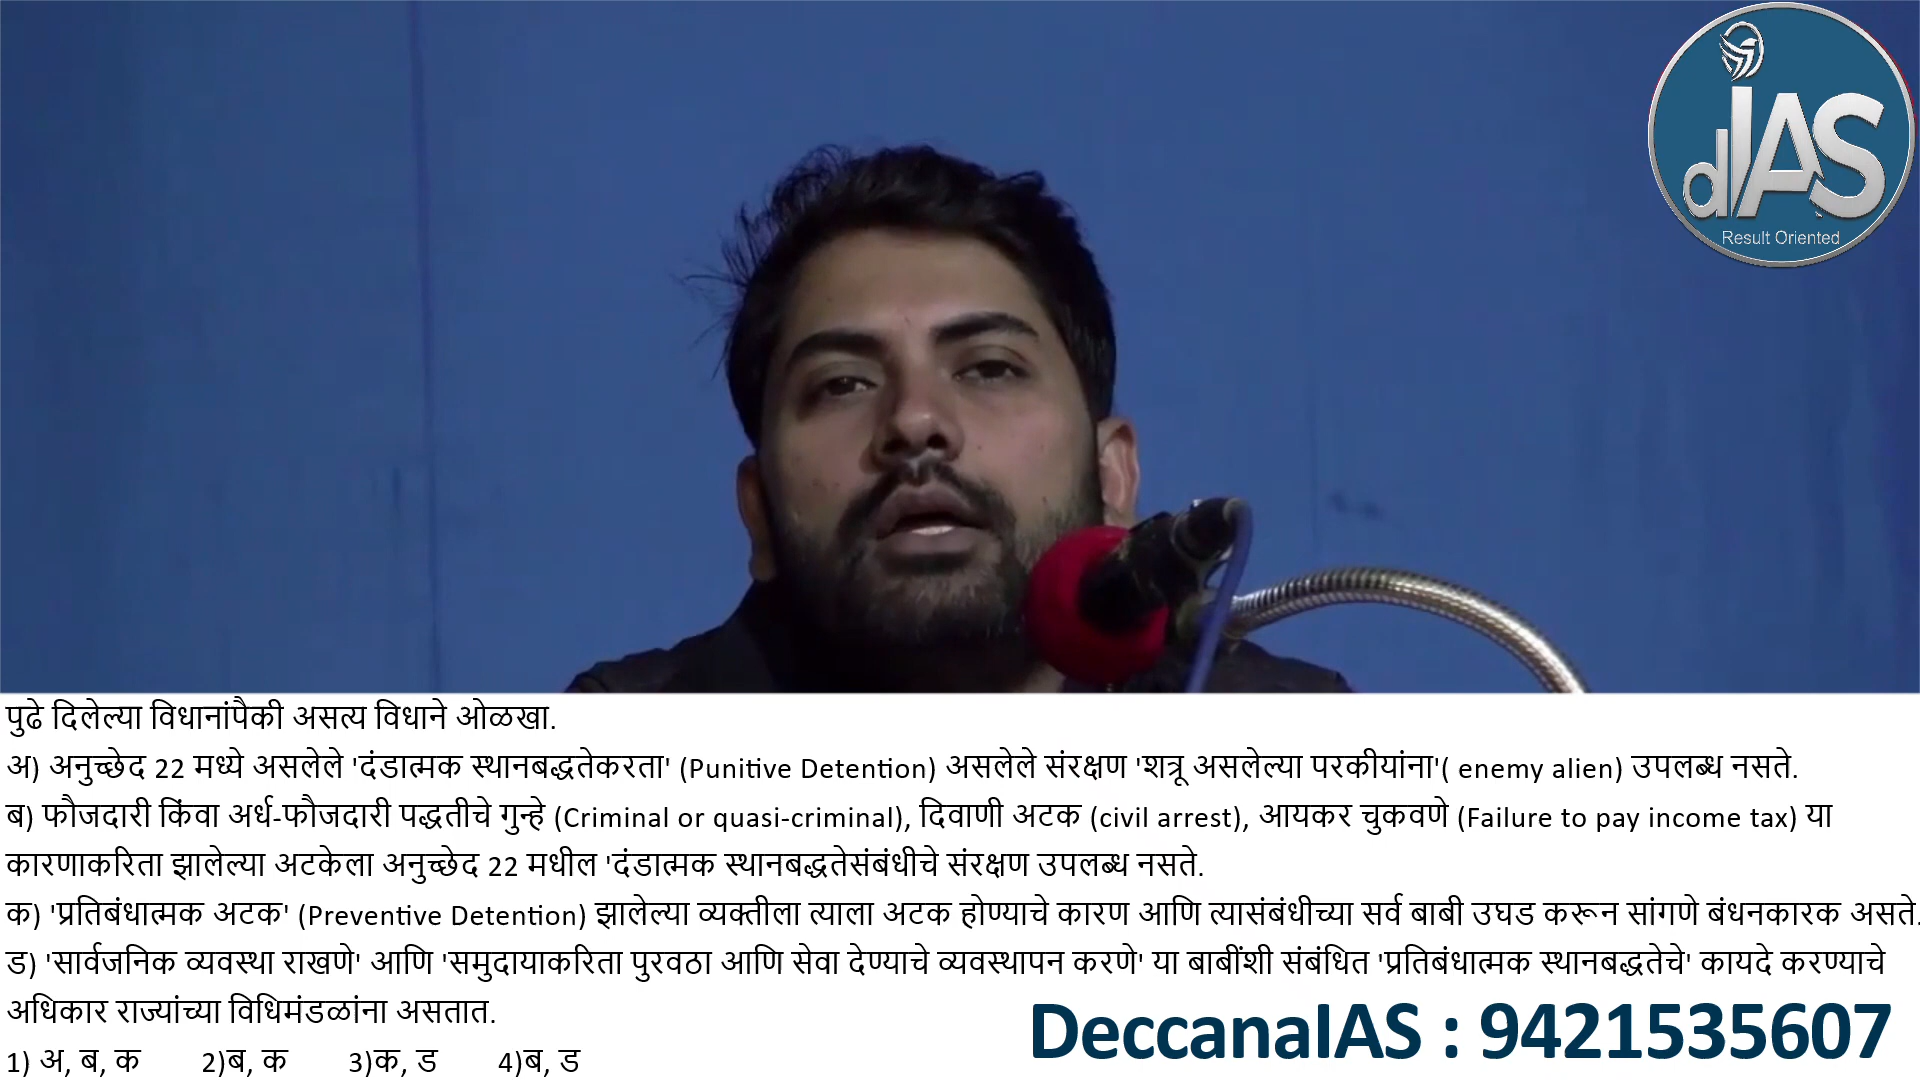 dIAS
Result Oriented
पुढे दिलेल्या विधानांपैकी असत्य विधाने ओळखा.
अ) अनुच्छेद 22 मध्ये असलेले 'दंडात्मक स्थानबद्धतेकरता' (Punitive Detention) असलेले संरक्षण 'शत्रू असलेल्या परकीयांना'( enemy alien) उपलब्ध नसते.
ब) फौजदारी किंवा अर्ध-फौजदारी पद्धतीचे गुन्हे (Criminal or quasi-criminal), दिवाणी अटक (civil arrest), आयकर चुकवणे (Failure to pay income tax) या
कारणाकरिता झालेल्या अटकेला अनुच्छेद 22 मधील 'दंडात्मक स्थानबद्धतेसंबंधीचे संरक्षण उपलब्ध नसते.
क) 'प्रतिबंधात्मक अटक' (Preventive Detention) झालेल्या व्यक्तीला त्याला अटक होण्याचे कारण आणि त्यासंबंधीच्या सर्व बाबी उघड करून सांगणे बंधनकारक असते.
ड) 'सार्वजनिक व्यवस्था राखणे' आणि 'समुदायाकरिता पुरवठा आणि सेवा देण्याचे व्यवस्थापन करणे' या बाबींशी संबंधित 'प्रतिबंधात्मक स्थानबद्धतेचे' कायदे करण्याचे
अधिकार राज्यांच्या विधिमंडळांना असतात.
1) अ, ब, क 2)ब, क 3)क, ड 4)ब, ड
DeccanaIAS : 9421535607